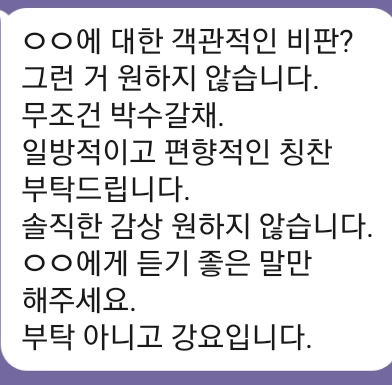 ㅇㅇ에 대한 객관적인 비판?
그런 거 원하지 않습니다.
무조건 박수갈채.
일방적이고 편향적인 칭찬
부탁드립니다.
솔직한 감상 원하지 않습니다.
ㅇㅇ에게 듣기 좋은 말만
해주세요.
부탁 아니고 강요입니다.